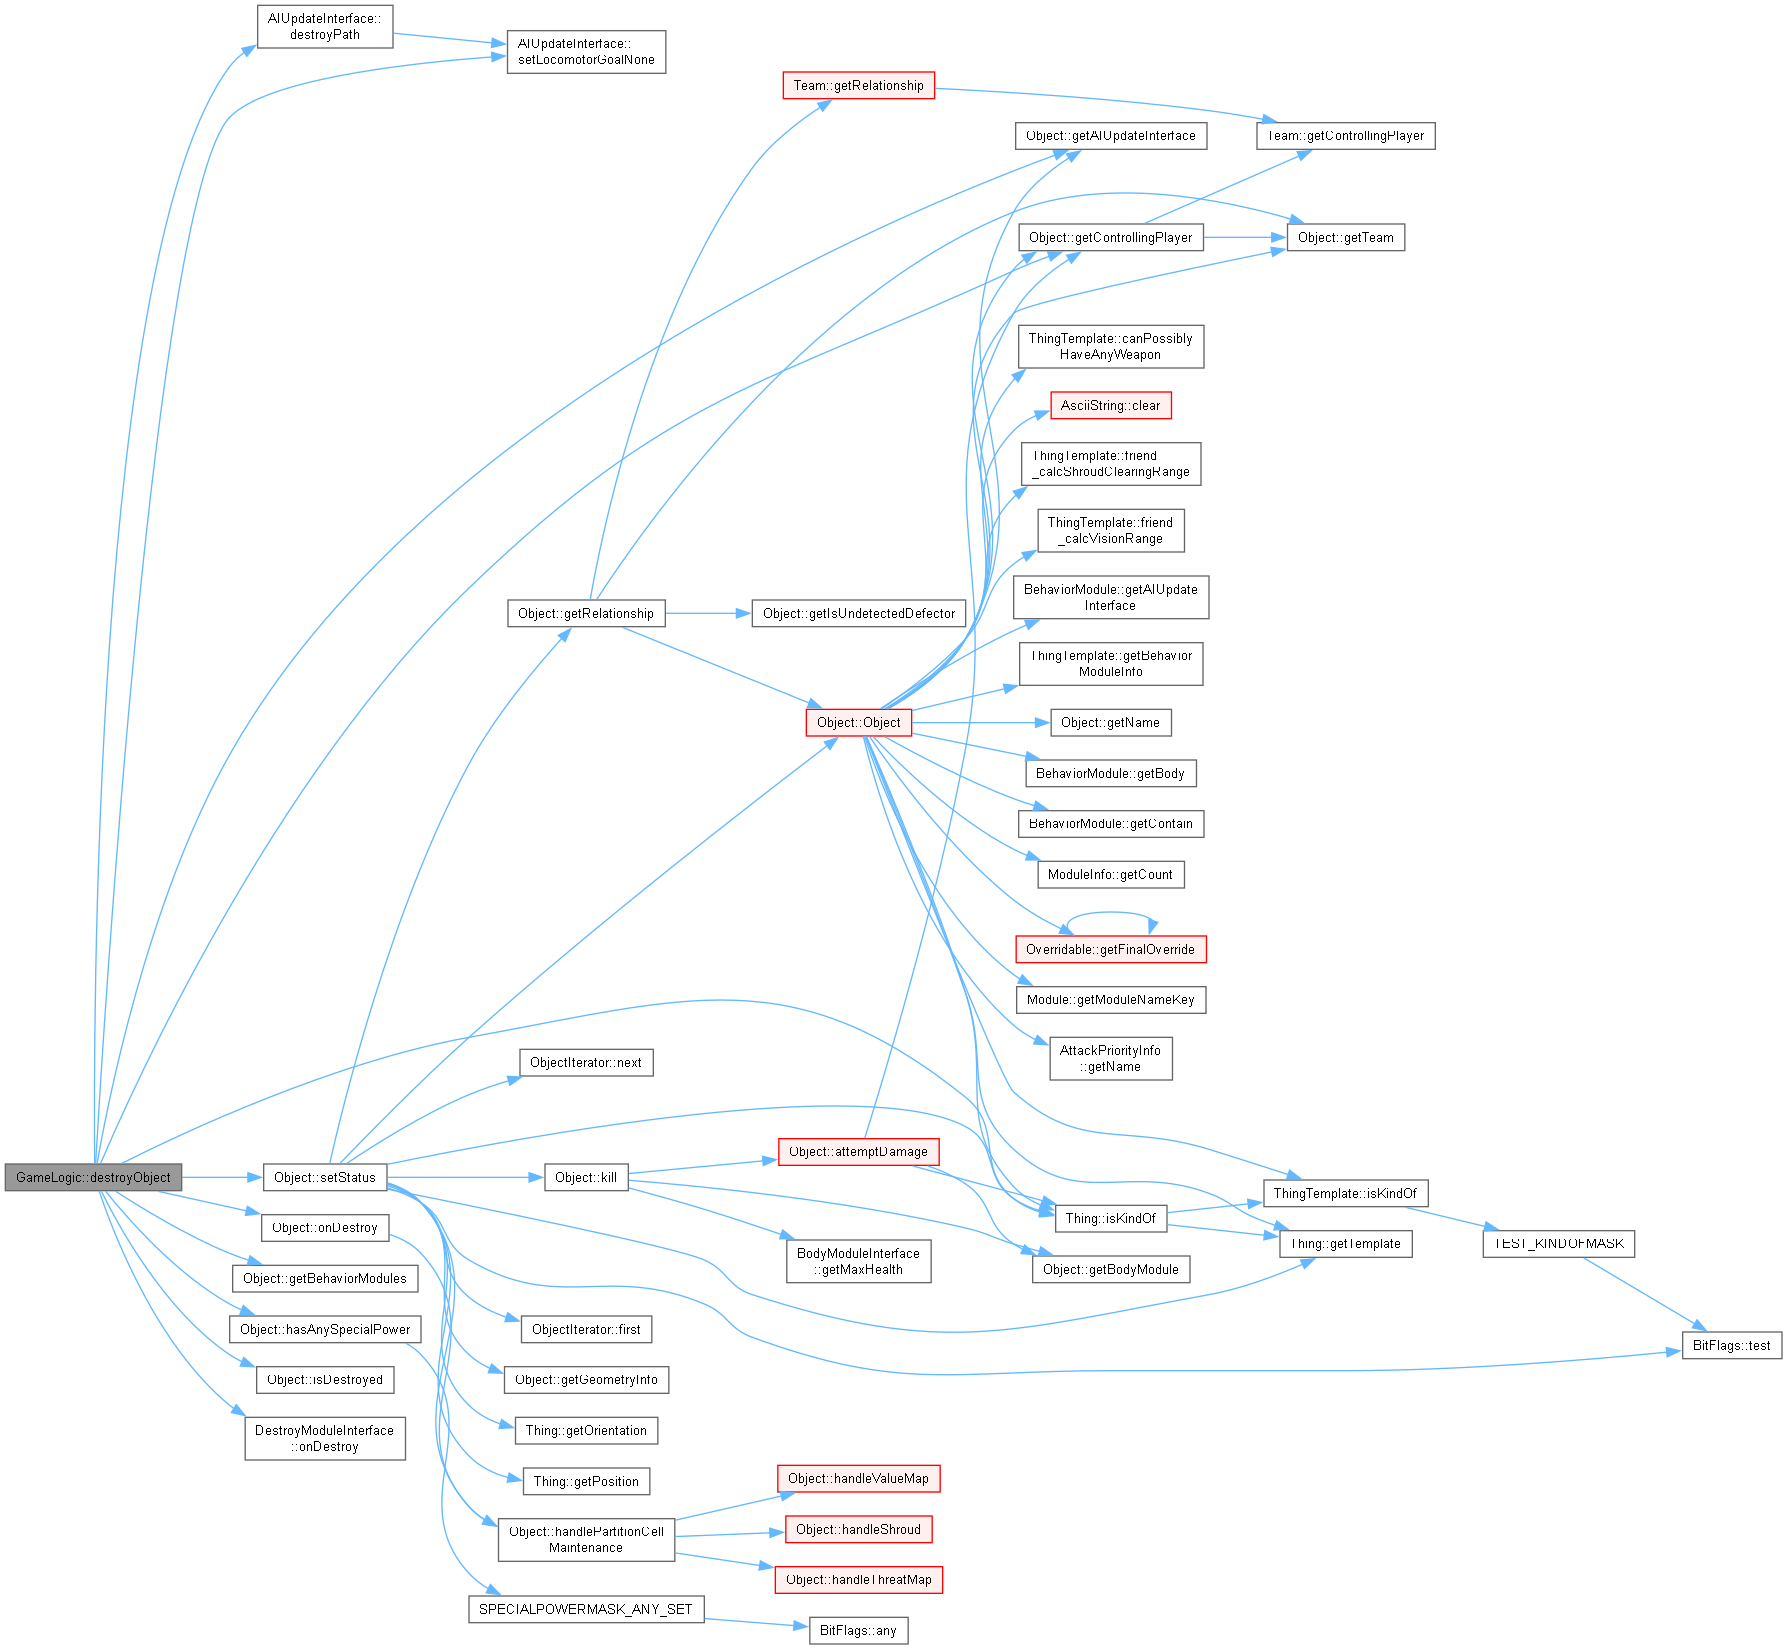 AIUpdateInterface::
destroyPath
AIUpdateInterface::
setLocomotorGoalNone
Team::getRelationship
Object::getAIUpdateInterface
Team::getControllingPlayer
Object::getControllingPlayer
Object::getTeam
ThingTemplate::canPossibly
HaveAnyWeapon
AsciiString::clear
ThingTemplate::friend
_calcShroudClearingRange
ThingTemplate::friend
_calcVisionRange
BehaviorModule::getAIUpdate
Interface
Object::getRelationship
Object::getIsUndetectedDefector
ThingTemplate::getBehavior
ModuleInfo
Object::Object
Object::getName
BehaviorModule::getBody
BehaviorModule::getContain
ModuleInfo::getCount
Overridable::getFinalOverride
Module::getModuleNameKey
AttackPriorityInfo
::getName
ObjectIterator::next
Object::attemptDamage
GameLogic::destroyObject
Object::setStatus
Object::kill
ThingTemplate::isKindOf
Thing::isKindOf
Object::onDestroy
Thing::getTemplate
TEST_KINDOFMASK
BodyModuleInterface
::getMaxHealth
Object::getBodyModule
Object::getBehaviorModules
Object::hasAnySpecialPower
ObjectIterator::first
BitFlags::test
Object::isDestroyed
Object::getGeometryInfo
DestroyModuleInterface
::onDestroy
Thing::getOrientation
Thing::getPosition
Object::handleValueMap
Object::handlePartitionCell
Maintenance
Object::handleShroud
Object::handleThreatMap
SPECIALPOWERMASK_ANY_SET
BitFlags::any